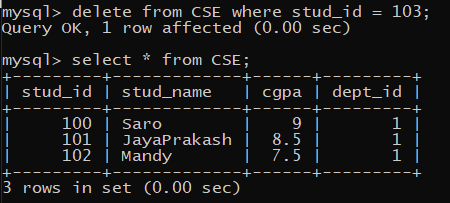 mysql> delete from CSE where stud_id = 103;
Query OK, 1 row affected (0.00 sec)
mysql> select * from CSE;
+---------+-------------+------+---------+
| stud_id | stud_name   | cgpa | dept_id |
+---------+-------------+------+---------+
|     100 | Saro        |    9 |       1 |
|     101 | JayaPrakash |  8.5 |       1 |
|     102 | Mandy       |  7.5 |       1 |
+---------+-------------+------+---------+
3 rows in set (0.00 sec)